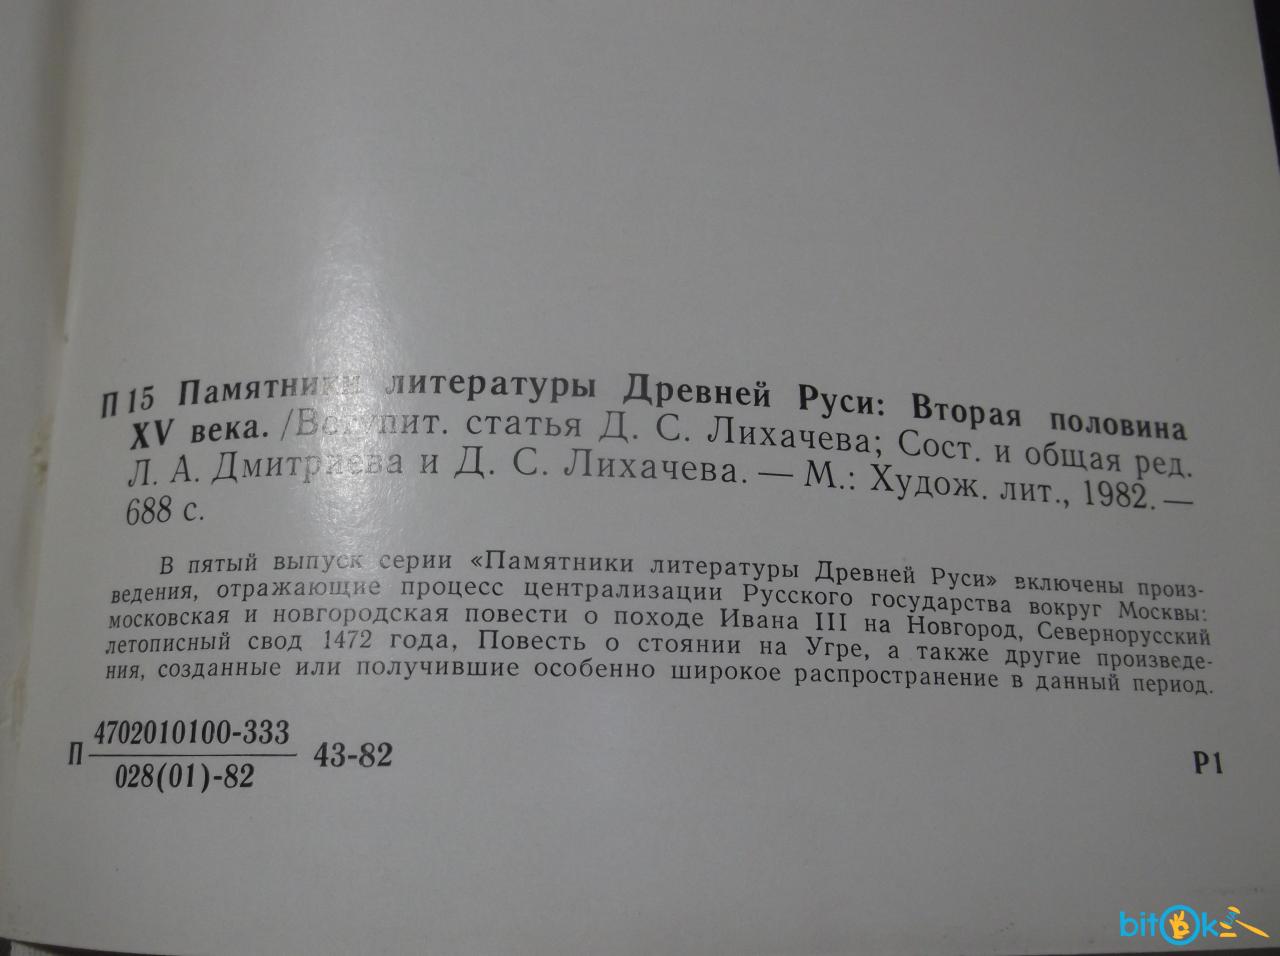 П 15 Памятники литературы Древней Руси: Вторая половина
XV века. /Вступит. статья Д. С. Лихачева; Сост. и общая ред.
Л. А. Дмитриева и Д. С. Лихачева. — М.: Худож. лит., 1982. —
688 с.
В пятый выпуск серии «Памятники литературы Древней Руси» включены произ-
ведения, отражающие процесс централизации Русского государства вокруг Москвы:
московская и новгородская повести о походе Ивана III на Новгород, Севернорусский
летописный свод 1472 года, Повесть о стоянии на Угре, а также другие произведе-
ния, созданные или получившие особенно широкое распространение в данный период.
П 4702010100-333 43-82
028(01)-82
Р1
bitok